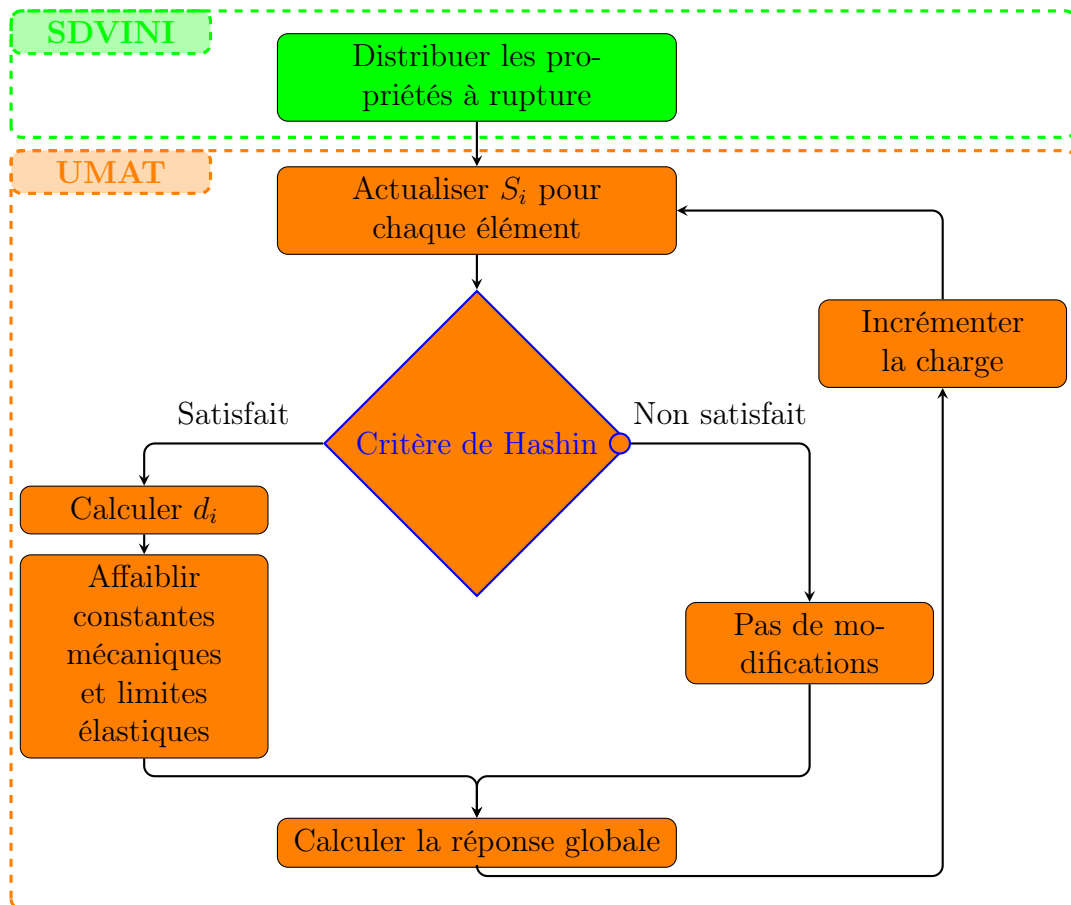 SDVINI
Distribuer les pro-
priétés à rupture
UMAT
Actualiser $S_i$ pour
chaque élément
Incrémenter
la charge
Satisfait
Critère de Hashin
Non satisfait
Calculer $d_i$
Affaiblir
constantes
mécaniques
et limites
élastiques
Pas de mo-
difications
Calculer la réponse globale